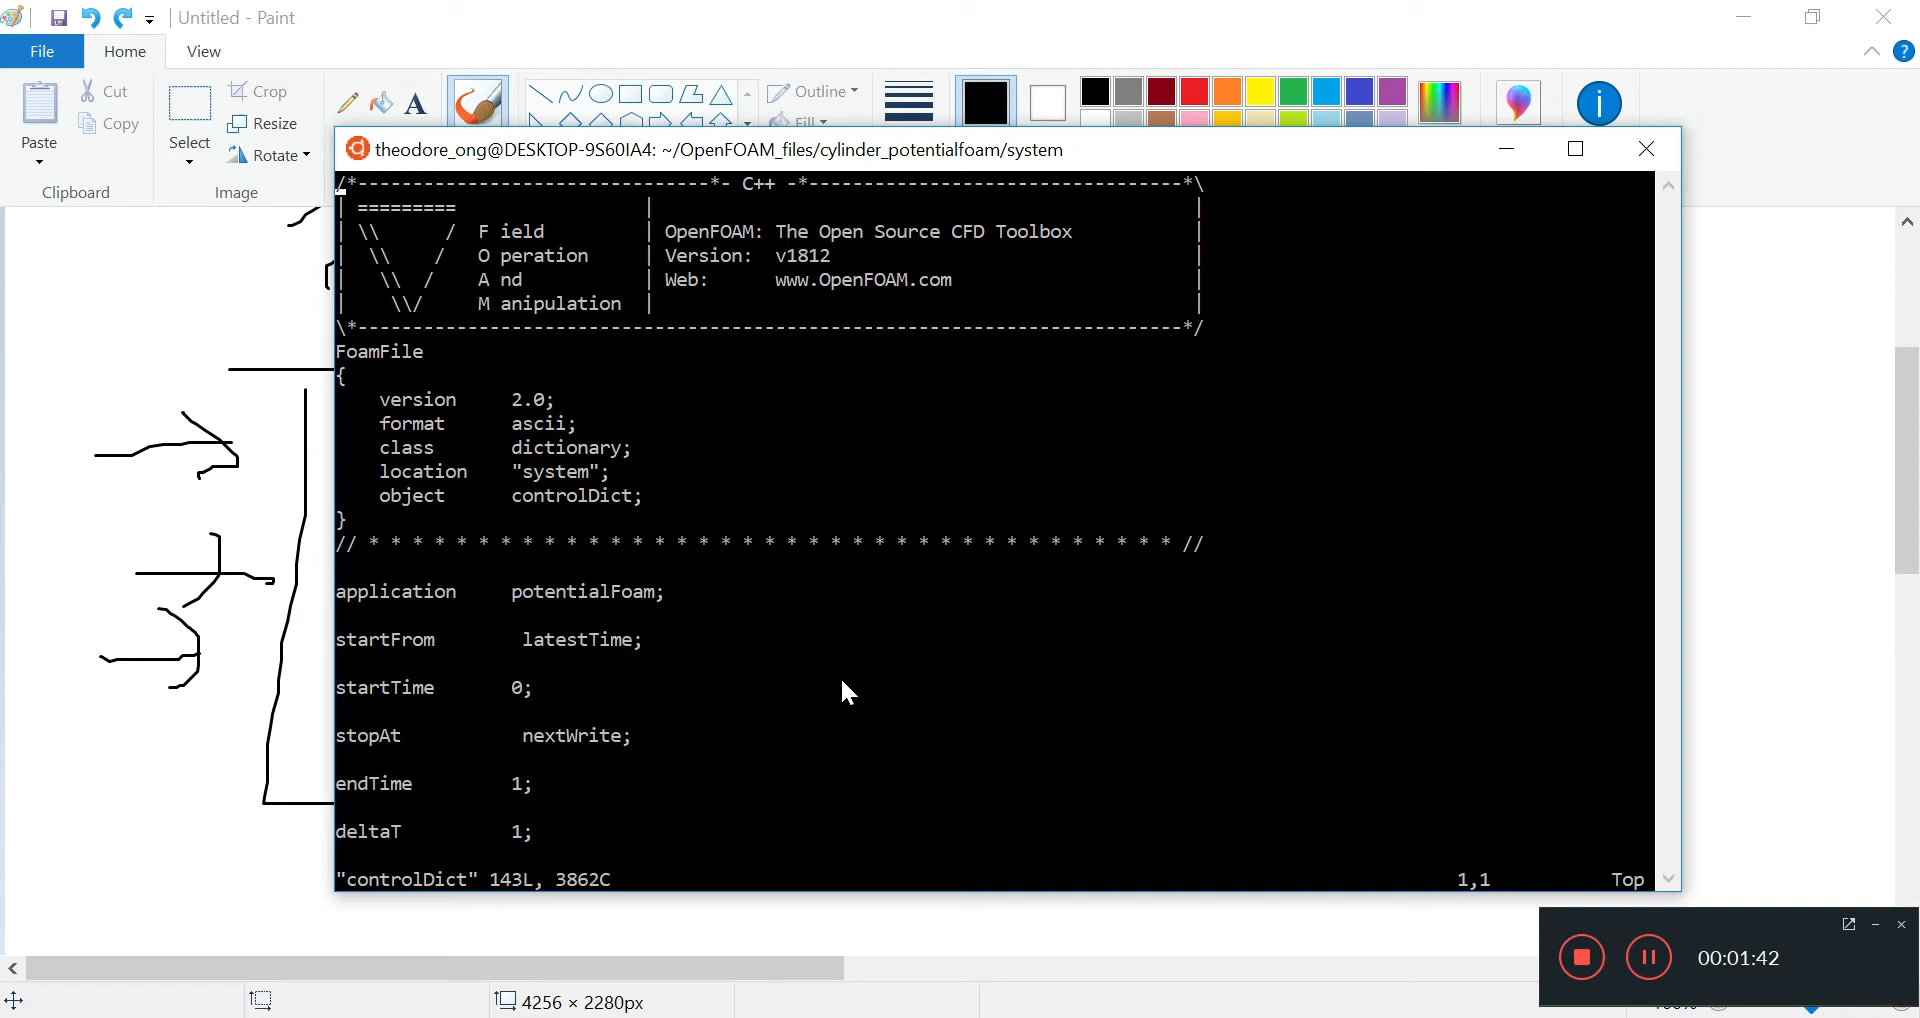 Untitled - Paint
File
Home
View
Paste
Cut
Copy
Clipboard
Select
Crop
Resize
Rotate
Image
A
Outline
Fill
theodore_ong@DESKTOP-9S60IA4: ~/OpenFOAM_files/cylinder_potentialfoam/system
/*--------------------------------*- C++ -*----------------------------------*\
| =========                 |                                                 |
| \\      /  F ield         | OpenFOAM: The Open Source CFD Toolbox           |
|  \\    /   O peration     | Version:  v1812                                 |
|   \\  /    A nd           | Web:      www.OpenFOAM.com                      |
|    \\/     M anipulation  |                                                 |
\*---------------------------------------------------------------------------*/
FoamFile
{
    version     2.0;
    format      ascii;
    class       dictionary;
    location    "system";
    object      controlDict;
}
// * * * * * * * * * * * * * * * * * * * * * * * * * * * * * * * * * * * * * //
application     potentialFoam;
startFrom        latestTime;
startTime       0;
stopAt           nextWrite;
endTime         1;
deltaT          1;
"controlDict" 143L, 3862C 1,1 Top
00:01:42
4256 × 2280px